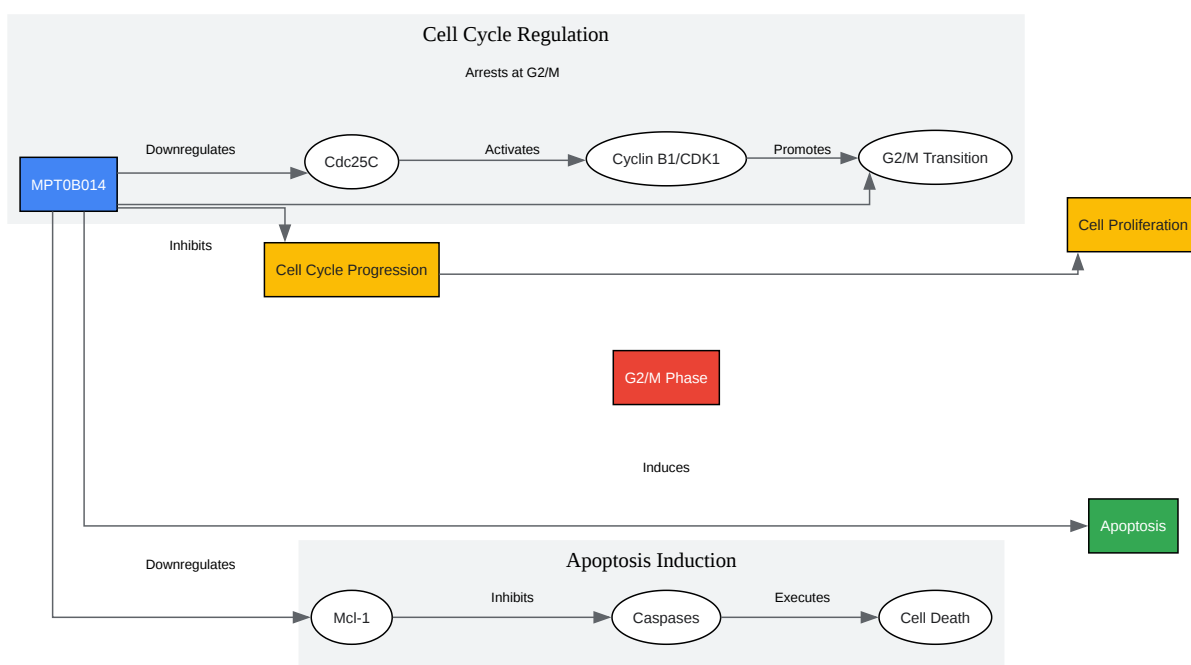 Cell Cycle Regulation
Arrests at G2/M
Downregulates
Activates
Promotes
MPT0B014
Cdc25C
Cyclin B1/CDK1
G2/M Transition
Inhibits
Cell Proliferation
Cell Cycle Progression
G2/M Phase
Induces
Apoptosis
Downregulates
Apoptosis Induction
Inhibits
Executes
Mcl-1
Caspases
Cell Death